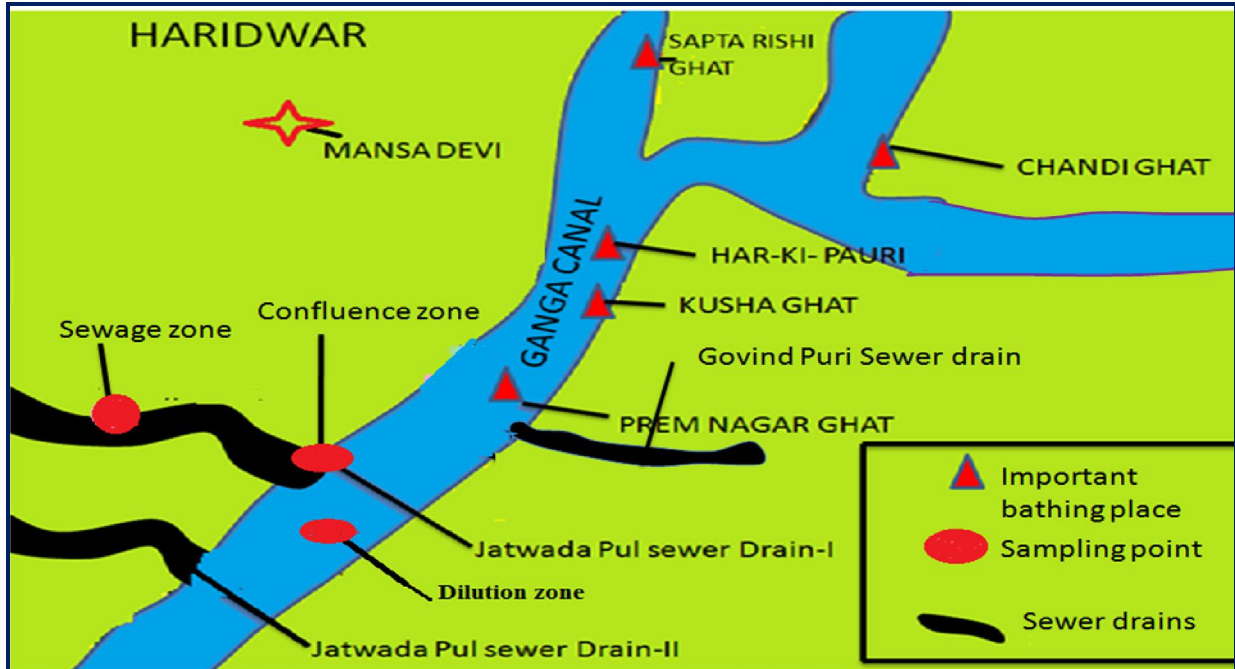 HARIDWAR
SAPTA RISHI
GHAT
MANSA DEVI
CHANDI GHAT
GANGA CANAL
HAR-KI- PAURI
KUSHA GHAT
Confluence zone
Sewage zone
Govind Puri Sewer drain
PREM NAGAR GHAT
Jatwada Pul sewer Drain-I
Dilution zone
Jatwada Pul sewer Drain-II
Important
bathing place
Sampling point
Sewer drains